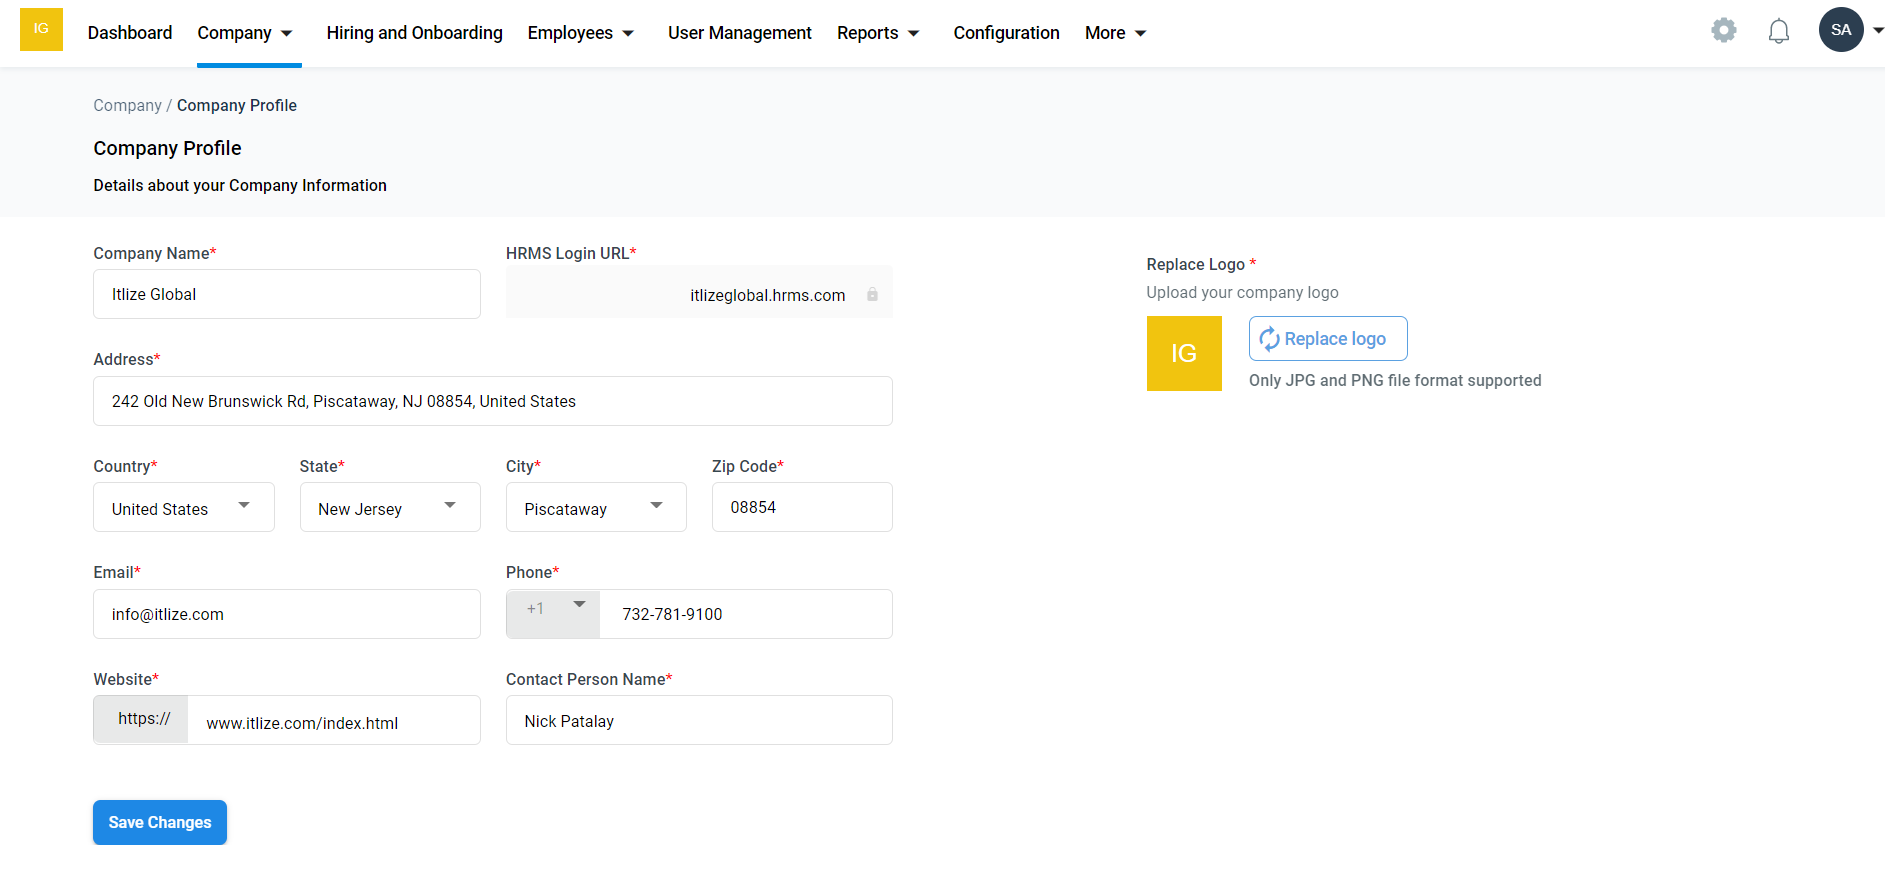 IG
Dashboard Company Hiring and Onboarding Employees User Management Reports Configuration More SA
Company / Company Profile
Company Profile
Details about your Company Information
Company Name* HRMS Login URL*
Itlize Global itlizeglobal.hrms.com
Replace Logo *
Upload your company logo
IG Replace logo
Only JPG and PNG file format supported
Address*
242 Old New Brunswick Rd, Piscataway, NJ 08854, United States
Country* State* City* Zip Code*
United States New Jersey Piscataway 08854
Email* Phone*
info@itlize.com +1 732-781-9100
Website* Contact Person Name*
https:// www.itlize.com/index.html Nick Patalay
Save Changes